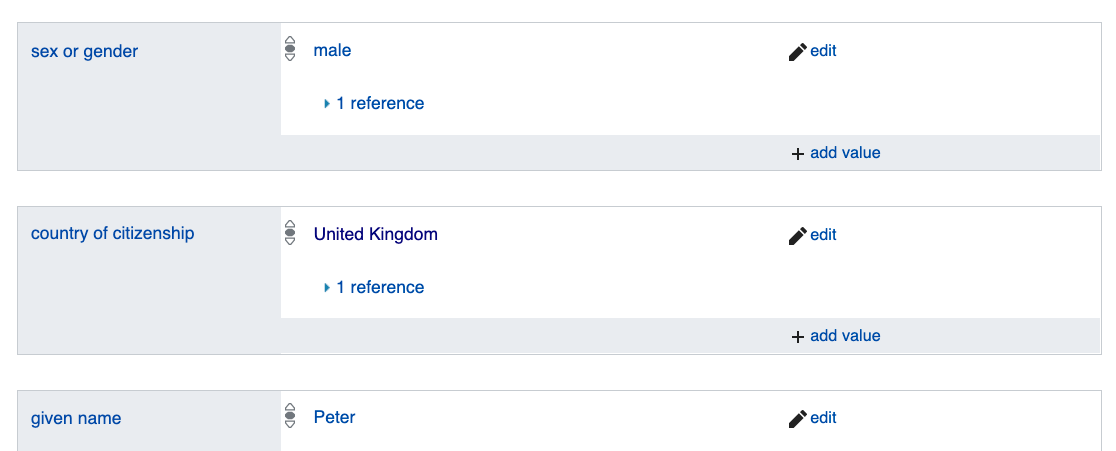 sex or gender
male
edit
1 reference
add value
country of citizenship
United Kingdom
edit
1 reference
add value
given name
Peter
edit